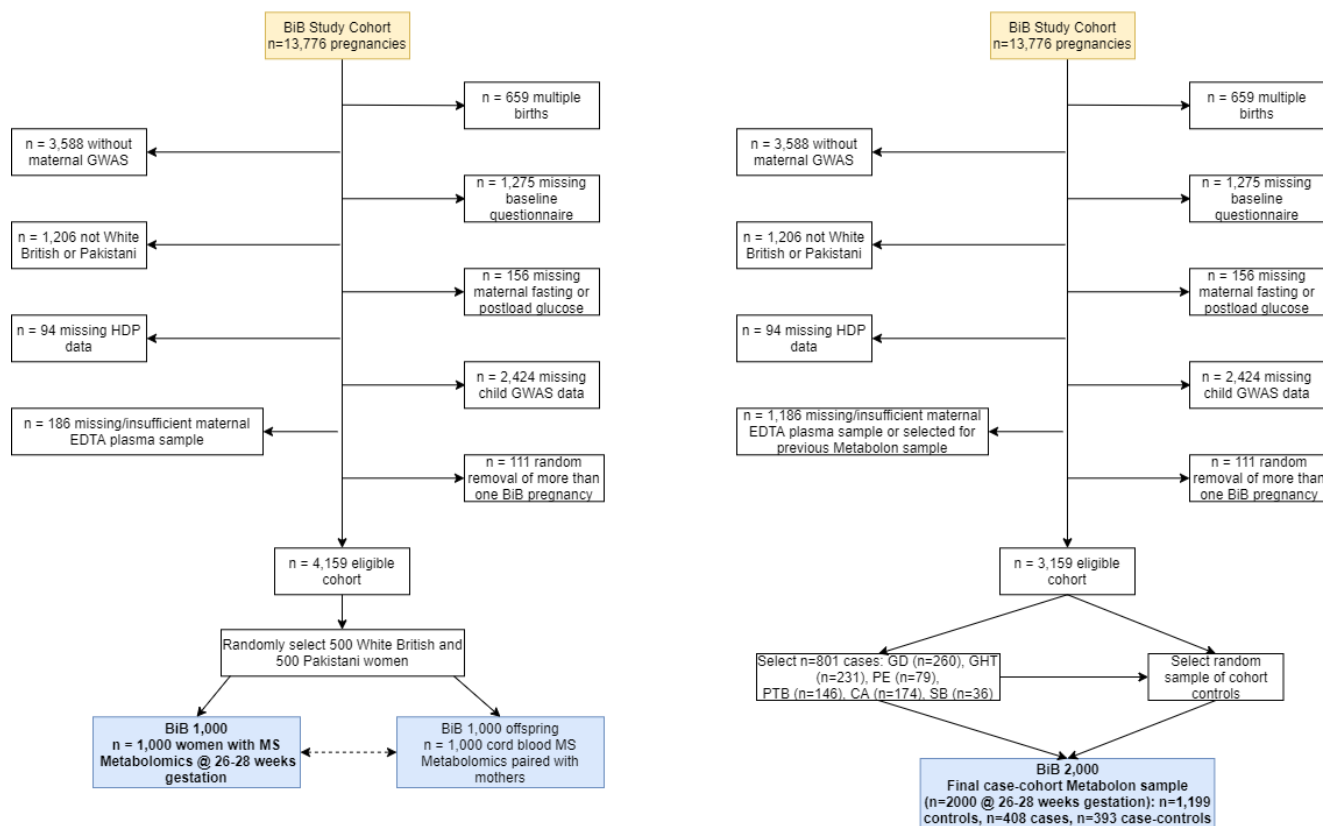 BiB Study Cohort
n=13,776 pregnancies
n = 659 multiple
births
n = 3,588 without
maternal GWAS
n = 1,275 missing
baseline
questionnaire
n = 1,206 not White
British or Pakistani
n = 156 missing
maternal fasting or
postload glucose
n = 94 missing HDP
data
n = 2,424 missing
child GWAS data
n = 186 missing/insufficient maternal
EDTA plasma sample
n = 111 random
removal of more than
one BiB pregnancy
n = 4,159 eligible
cohort
Randomly select 500 White British and
500 Pakistani women
BiB 1,000
n = 1,000 women with MS
Metabolomics @ 26-28 weeks
gestation
BiB 1,000 offspring
n = 1,000 cord blood MS
Metabolomics paired with
mothers
BiB Study Cohort
n=13,776 pregnancies
n = 659 multiple
births
n = 3,588 without
maternal GWAS
n = 1,275 missing
baseline
questionnaire
n = 1,206 not White
British or Pakistani
n = 156 missing
maternal fasting or
postload glucose
n = 94 missing HDP
data
n = 2,424 missing
child GWAS data
n = 1,186 missing/insufficient maternal
EDTA plasma sample or selected for
previous Metabolon sample
n = 111 random
removal of more than
one BiB pregnancy
n = 3,159 eligible
cohort
Select n=801 cases: GD (n=260), GHT
(n=231), PE (n=79),
PTB (n=146), CA (n=174), SB (n=36)
Select random
sample of cohort
controls
BiB 2,000
Final case-cohort Metabolon sample
(n=2000 @ 26-28 weeks gestation): n=1,199
controls, n=408 cases, n=393 case-controls